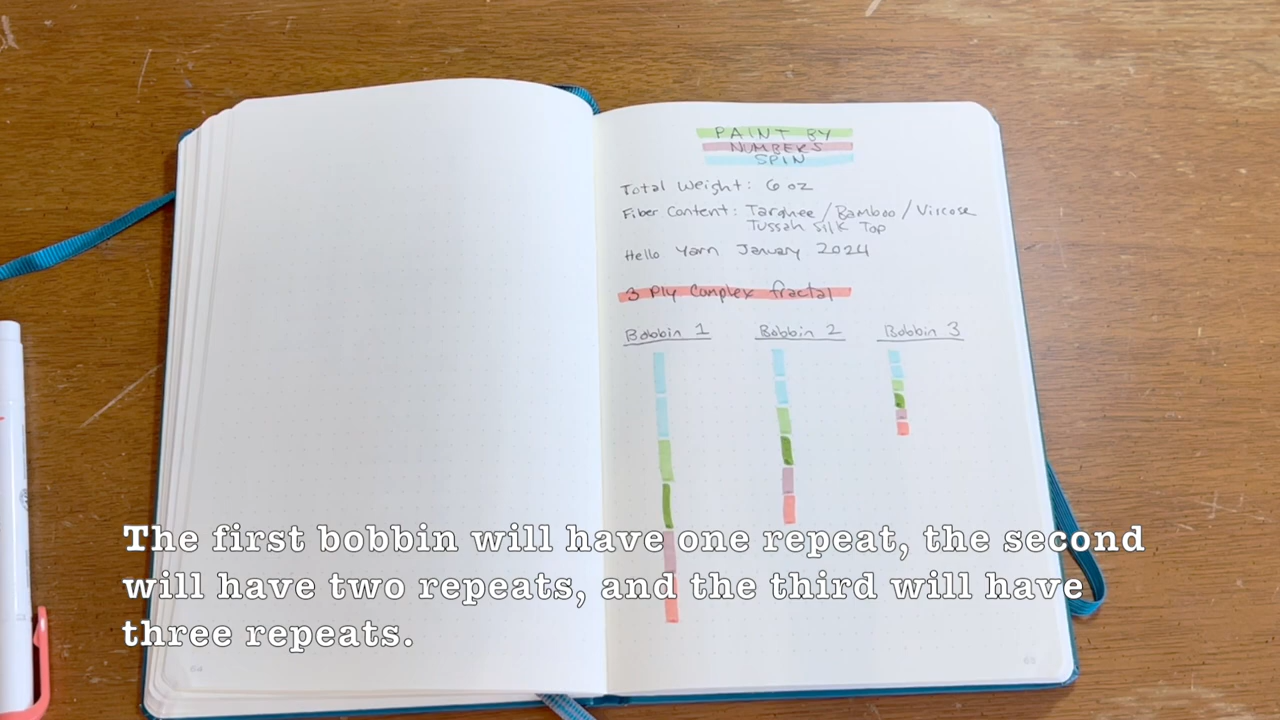 PAINT BY
NUMBERS
SPIN
Total Weight: 6 oz
Fiber Content: Targhee / Bamboo / Viscose
Tussah Silk Top
Hello Yarn January 2024
3 Ply Complex fractal
Bobbin 1 Bobbin 2 Bobbin 3
The first bobbin will have one repeat, the second
will have two repeats, and the third will have
three repeats.
64 65